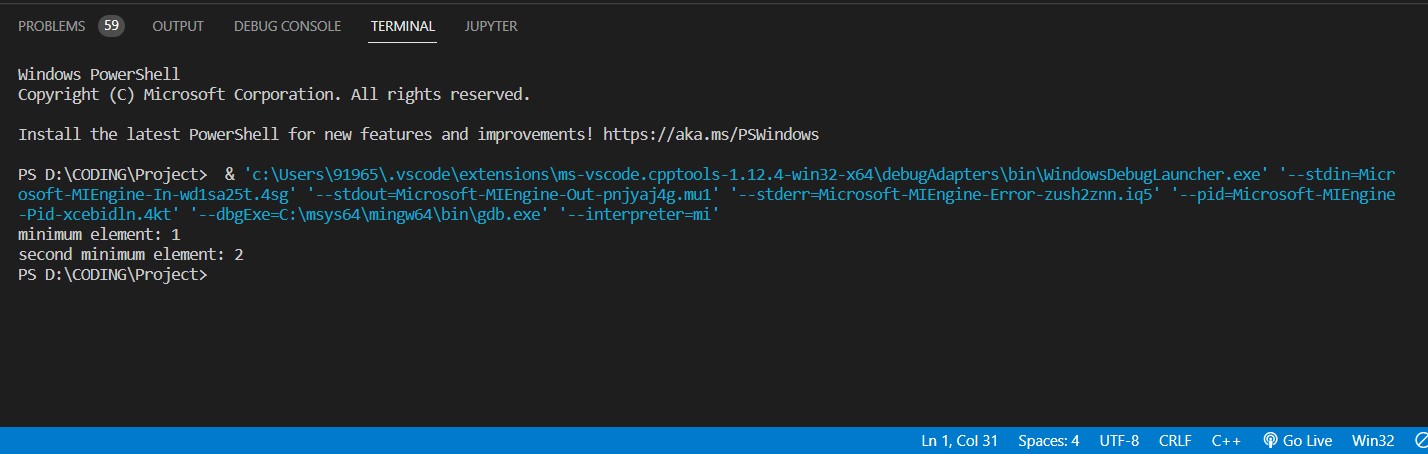 PROBLEMS 59 OUTPUT DEBUG CONSOLE TERMINAL JUPYTER
Windows PowerShell
Copyright (C) Microsoft Corporation. All rights reserved.
Install the latest PowerShell for new features and improvements! https://aka.ms/PSWindows
PS D:\CODING\Project>  & 'c:\Users\91965\.vscode\extensions\ms-vscode.cpptools-1.12.4-win32-x64\debugAdapters\bin\WindowsDebugLauncher.exe' '--stdin=Micr
osoft-MIEngine-In-wd1sa25t.4sg' '--stdout=Microsoft-MIEngine-Out-pnjyaj4g.mu1' '--stderr=Microsoft-MIEngine-Error-zush2znn.iq5' '--pid=Microsoft-MIEngine
-Pid-xcebidln.4kt' '--dbgExe=C:\msys64\mingw64\bin\gdb.exe' '--interpreter=mi'
minimum element: 1
second minimum element: 2
PS D:\CODING\Project>
Ln 1, Col 31 Spaces: 4 UTF-8 CRLF C++ Go Live Win32